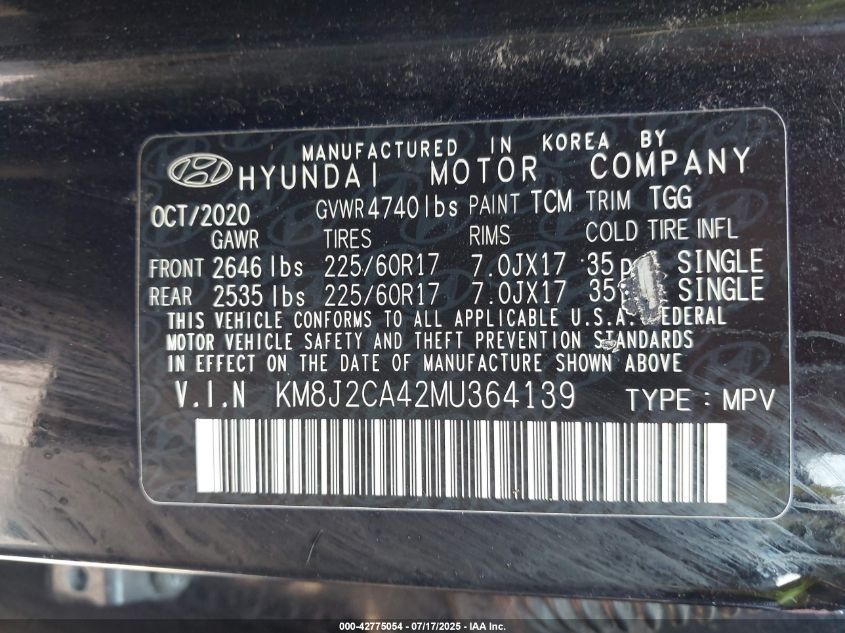 MANUFACTURED IN KOREA BY
HYUNDAI MOTOR COMPANY
OCT/2020 GVWR 4740 lbs PAINT TCM TRIM TGG
GAWR TIRES RIMS COLD TIRE INFL
FRONT 2646 lbs 225/60R17 7.0JX17 35 SINGLE
REAR 2535 lbs 225/60R17 7.0JX17 35 SINGLE
THIS VEHICLE CONFORMS TO ALL APPLICABLE U.S.A. FEDERAL
MOTOR VEHICLE SAFETY AND THEFT PREVENTION STANDARDS
IN EFFECT ON THE DATE OF MANUFACTURE SHOWN ABOVE
V.I.N KM8J2CA42MU364139 TYPE : MPV
000-42775054 - 07/17/2025 - IAA Inc.